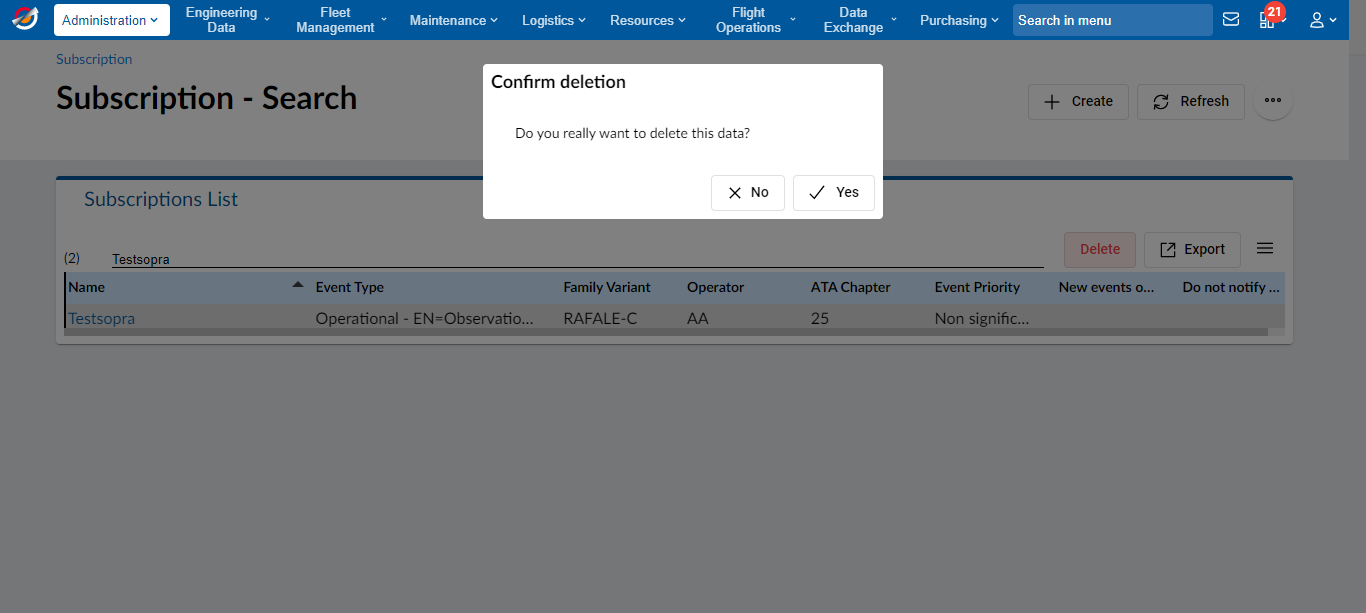 Administration
Engineering
Data
Fleet
Management
Maintenance
Logistics
Resources
Flight
Operations
Data
Exchange
Purchasing
Search in menu
21
Subscription
Subscription - Search
Create
Refresh
Confirm deletion
Do you really want to delete this data?
No
Yes
Subscriptions List
(2)
Testsopra
Delete
Export
Name Event Type Family Variant Operator ATA Chapter Event Priority New events o... Do not notify ...
Testsopra Operational - EN=Observatio... RAFALE-C AA 25 Non signific...